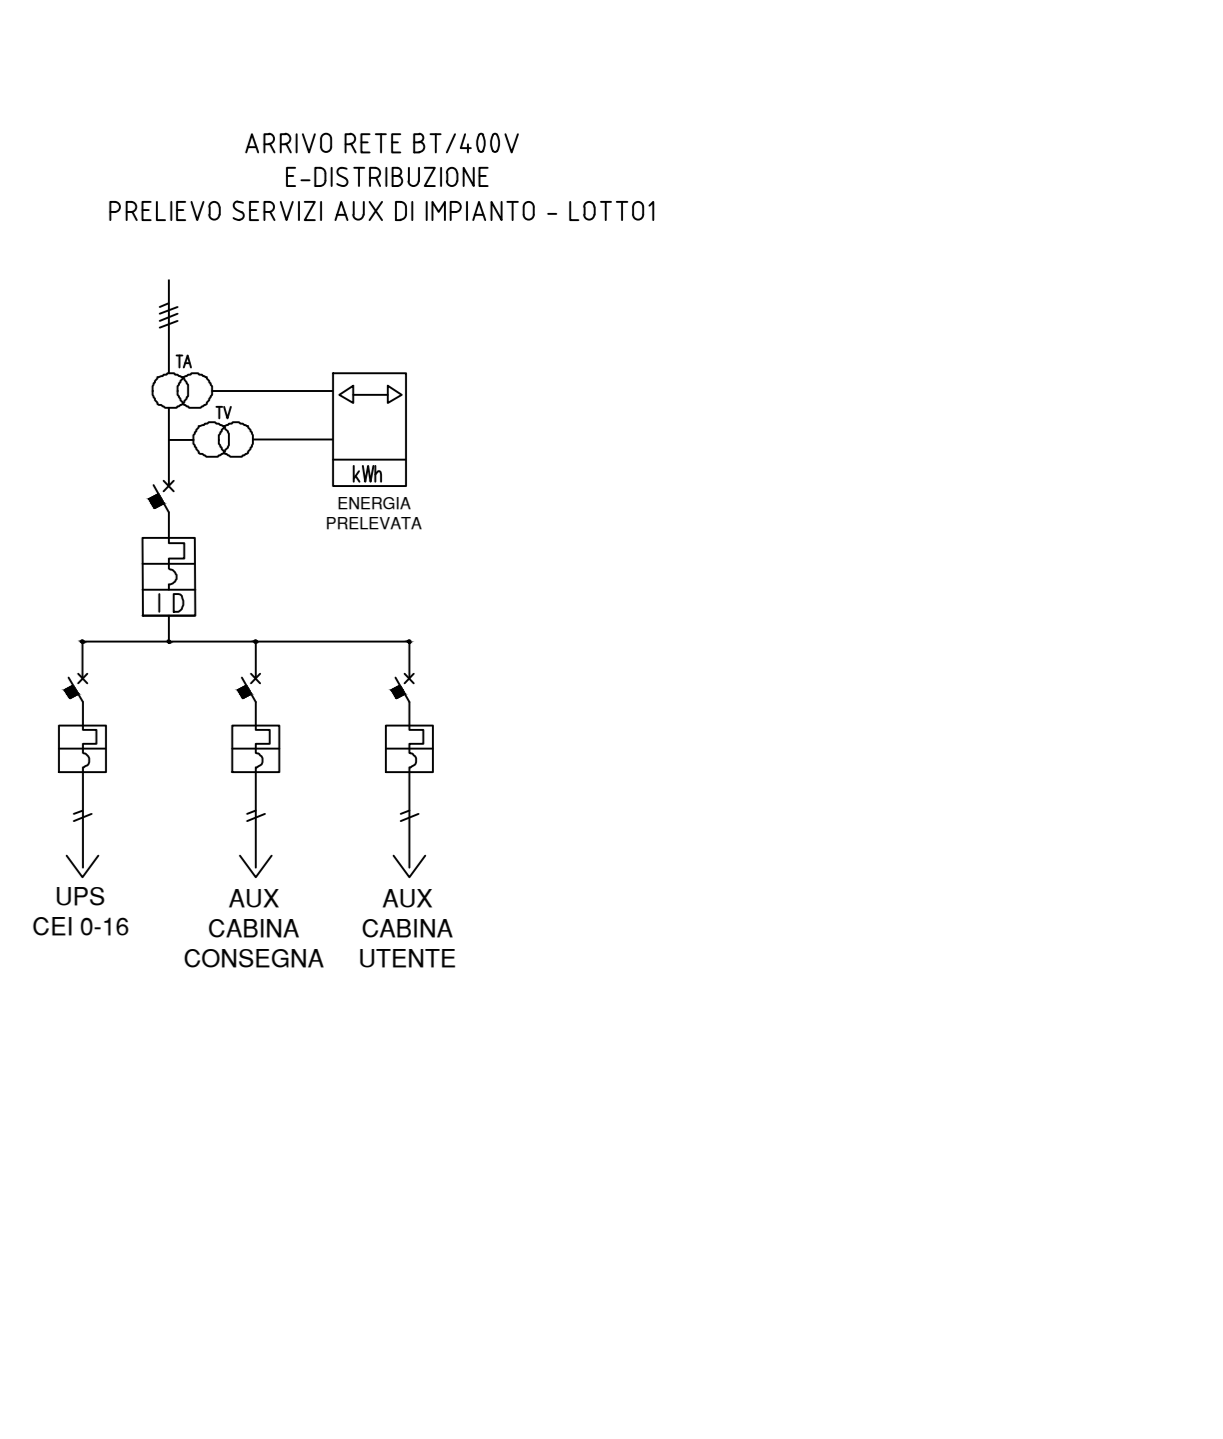 ARRIVO RETE BT/400V
E-DISTRIBUZIONE
PRELIEVO SERVIZI AUX DI IMPIANTO - LOTTO1
TA
TV
kWh
ENERGIA
PRELEVATA
ID
UPS
CEI 0-16
AUX
CABINA
CONSEGNA
AUX
CABINA
UTENTE